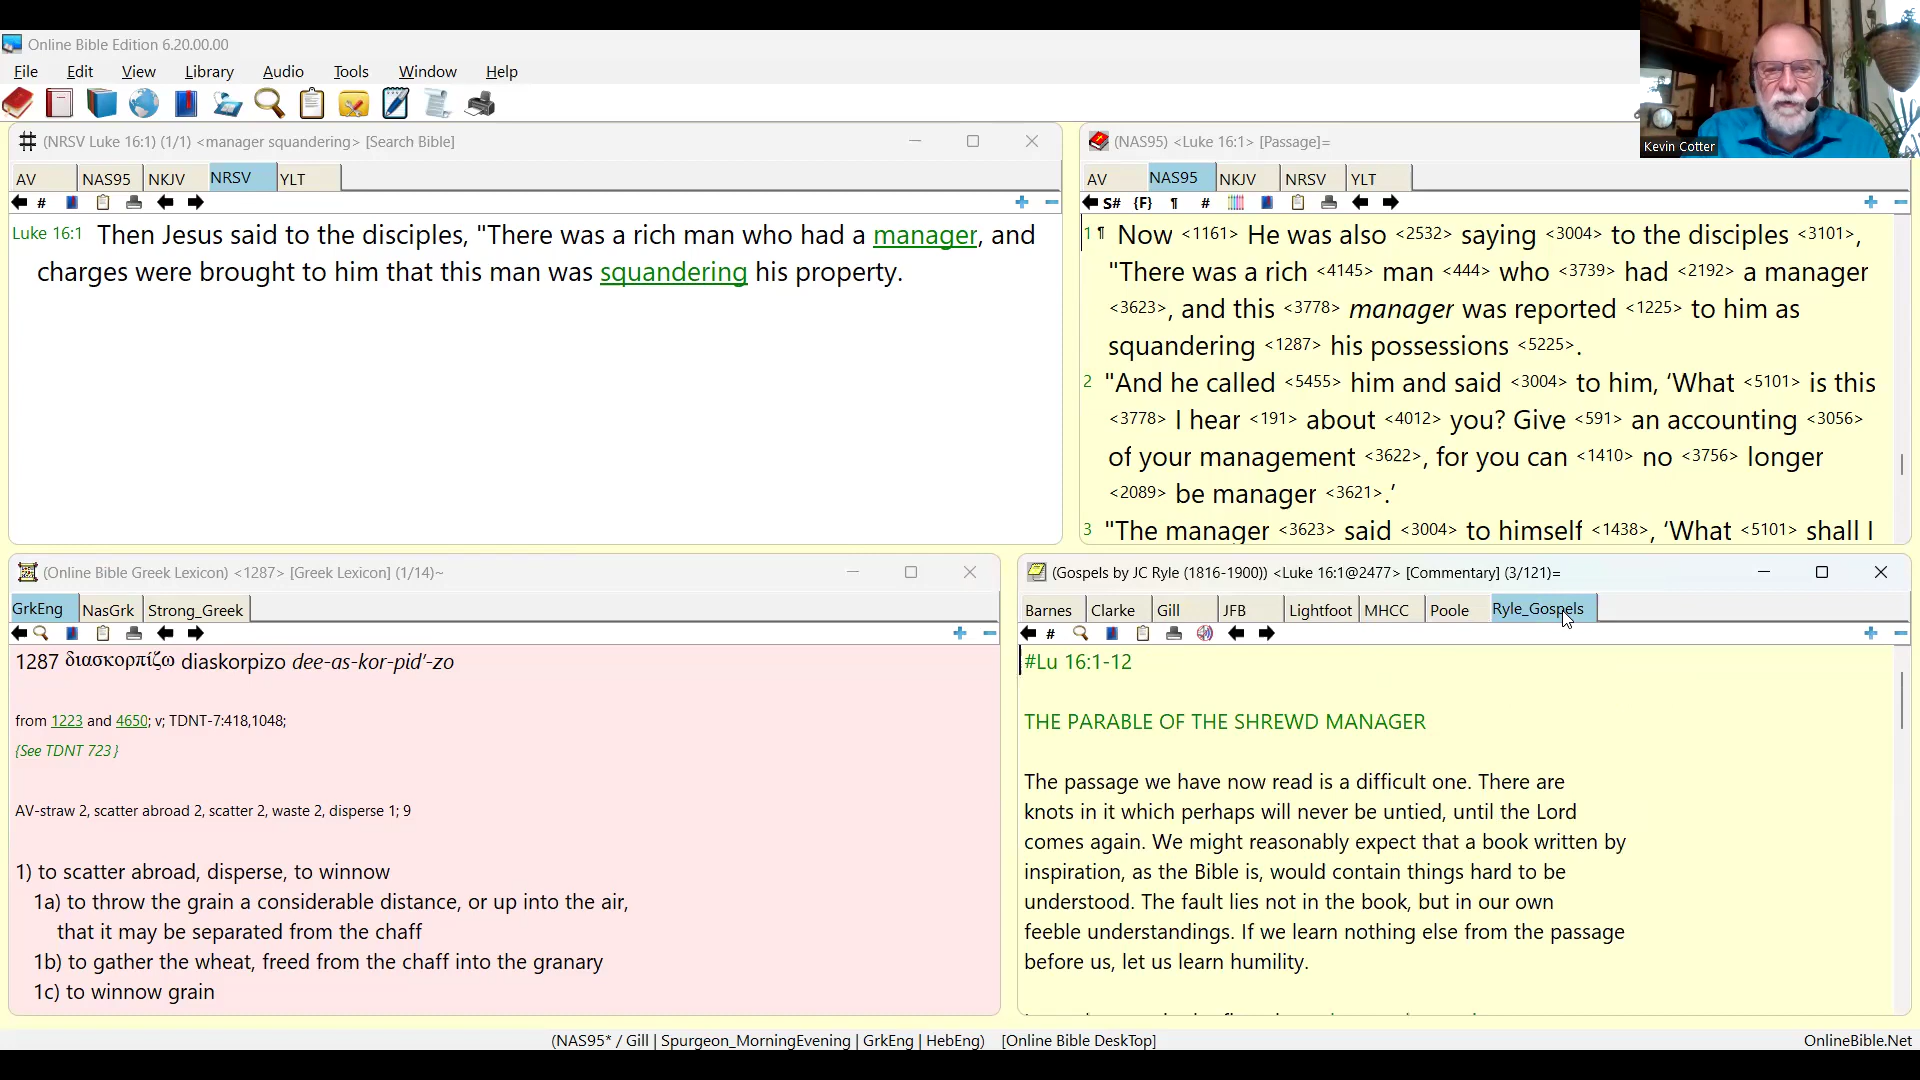 Online Bible Edition 6.20.00.00
File Edit View Library Audio Tools Window Help
Kevin Cotter
(NRSV Luke 16:1) (1/1) <manager squandering> [Search Bible]
AV NAS95 NKJV NRSV YLT
#
Luke 16:1 Then Jesus said to the disciples, "There was a rich man who had a manager, and
charges were brought to him that this man was squandering his property.
(NAS95) <Luke 16:1> [Passage]=
AV NAS95 NKJV NRSV YLT
S# {F} ¶ #
1 ¶ Now <1161> He was also <2532> saying <3004> to the disciples <3101>,
"There was a rich <4145> man <444> who <3739> had <2192> a manager
<3623>, and this <3778> manager was reported <1225> to him as
squandering <1287> his possessions <5225>.
2 "And he called <5455> him and said <3004> to him, ‘What <5101> is this
<3778> I hear <191> about <4012> you? Give <591> an accounting <3056>
of your management <3622>, for you can <1410> no <3756> longer
<2089> be manager <3621>.’
3 "The manager <3623> said <3004> to himself <1438>, ‘What <5101> shall I
(Online Bible Greek Lexicon) <1287> [Greek Lexicon] (1/14)~
GrkEng NasGrk Strong_Greek
1287 διασκορπίζω diaskorpizo dee-as-kor-pid’-zo
from 1223 and 4650; v; TDNT-7:418,1048;
{See TDNT 723}
AV-straw 2, scatter abroad 2, scatter 2, waste 2, disperse 1; 9
1) to scatter abroad, disperse, to winnow
1a) to throw the grain a considerable distance, or up into the air,
that it may be separated from the chaff
1b) to gather the wheat, freed from the chaff into the granary
1c) to winnow grain
(Gospels by JC Ryle (1816-1900)) <Luke 16:1@2477> [Commentary] (3/121)=
Barnes Clarke Gill JFB Lightfoot MHCC Poole Ryle_Gospels
#
#Lu 16:1-12
THE PARABLE OF THE SHREWD MANAGER
The passage we have now read is a difficult one. There are
knots in it which perhaps will never be untied, until the Lord
comes again. We might reasonably expect that a book written by
inspiration, as the Bible is, would contain things hard to be
understood. The fault lies not in the book, but in our own
feeble understandings. If we learn nothing else from the passage
before us, let us learn humility.
(NAS95* / Gill | Spurgeon_MorningEvening | GrkEng | HebEng) [Online Bible DeskTop]
OnlineBible.Net